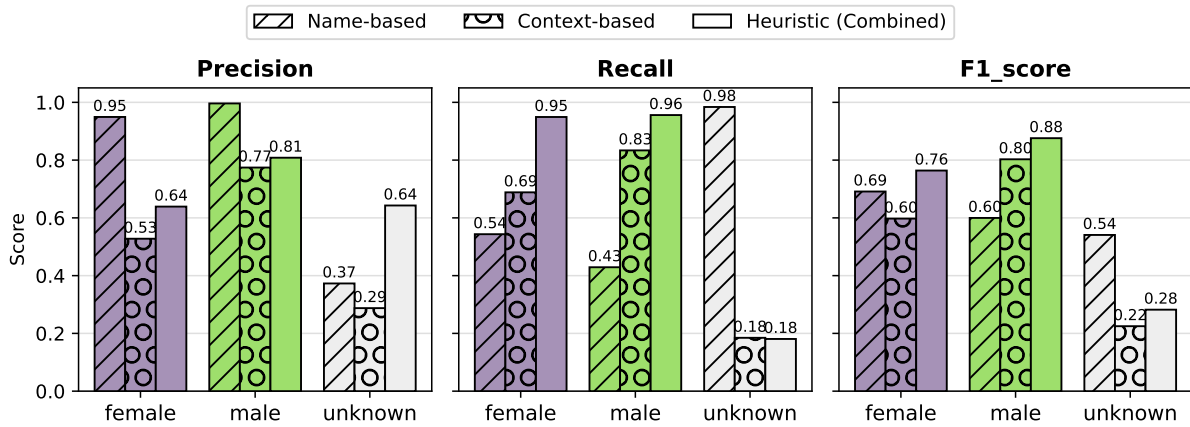 Name-based Context-based Heuristic (Combined)
Precision Recall F1_score
Score
1.0
0.8
0.6
0.4
0.2
0.0
0.95 0.53 0.64 0.77 0.81 0.37 0.29 0.64
0.54 0.69 0.95 0.43 0.83 0.96 0.98 0.18 0.18
0.69 0.60 0.76 0.60 0.80 0.88 0.54 0.22 0.28
female male unknown female male unknown female male unknown